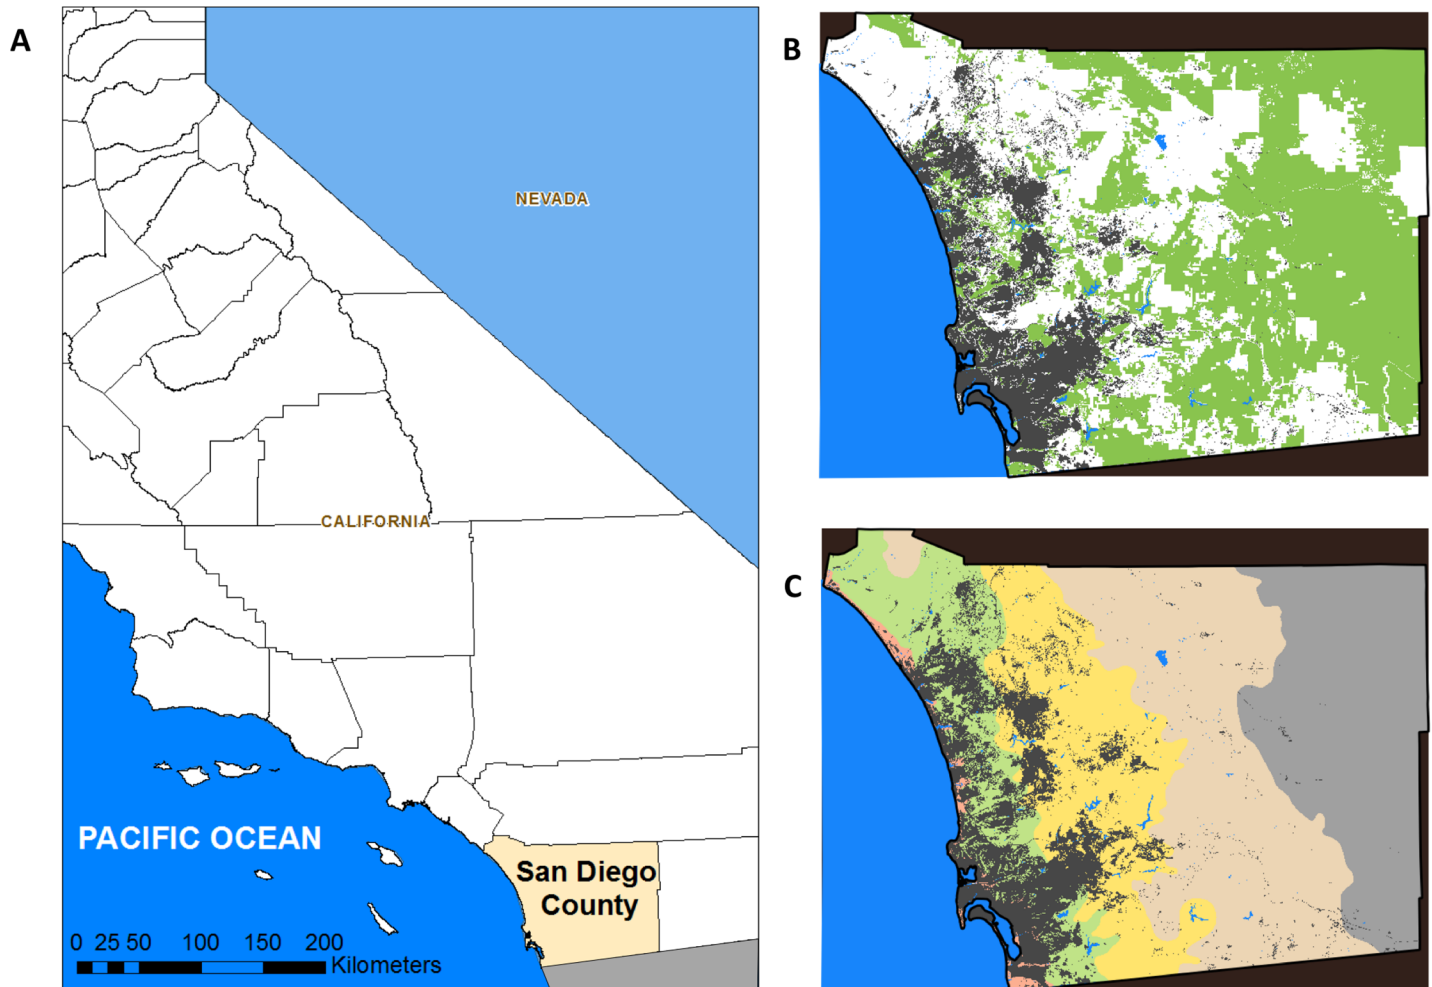 A
B
NEVADA
CALIFORNIA
C
PACIFIC OCEAN
San Diego
County
0 25 50 100 150 200
Kilometers